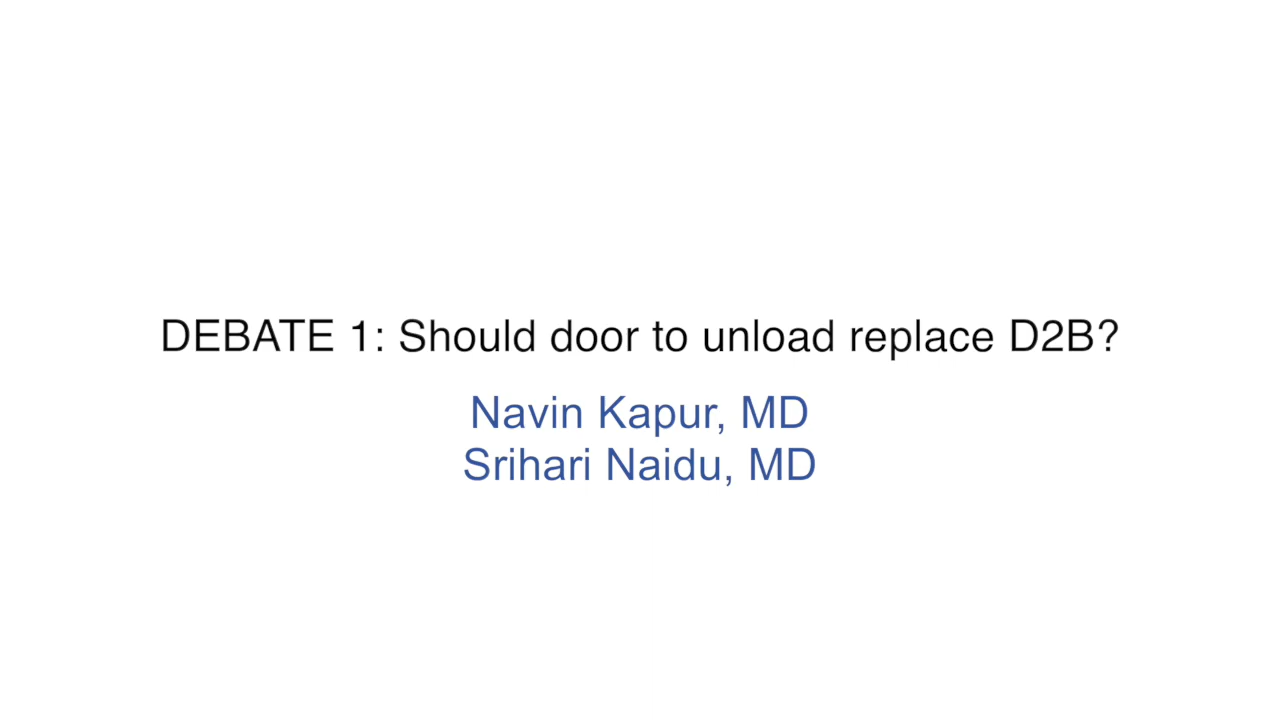 DEBATE 1: Should door to unload replace D2B?
Navin Kapur, MD
Srihari Naidu, MD